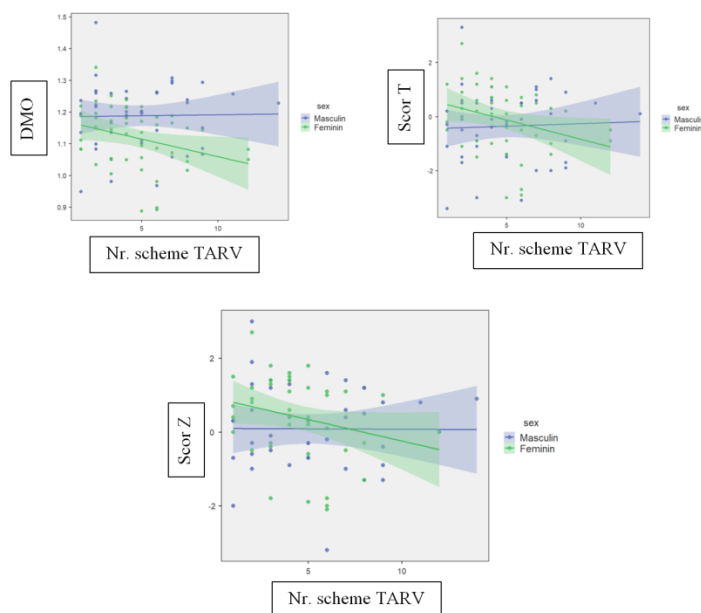 DMO
1.5
1.4
1.3
1.2
1.1
1.0
0.9
5
10
sex
Masculin
Feminin
Nr. scheme TARV
Scor T
2
0
-2
5
10
sex
Masculin
Feminin
Nr. scheme TARV
Scor Z
2
0
-2
5
10
sex
Masculin
Feminin
Nr. scheme TARV